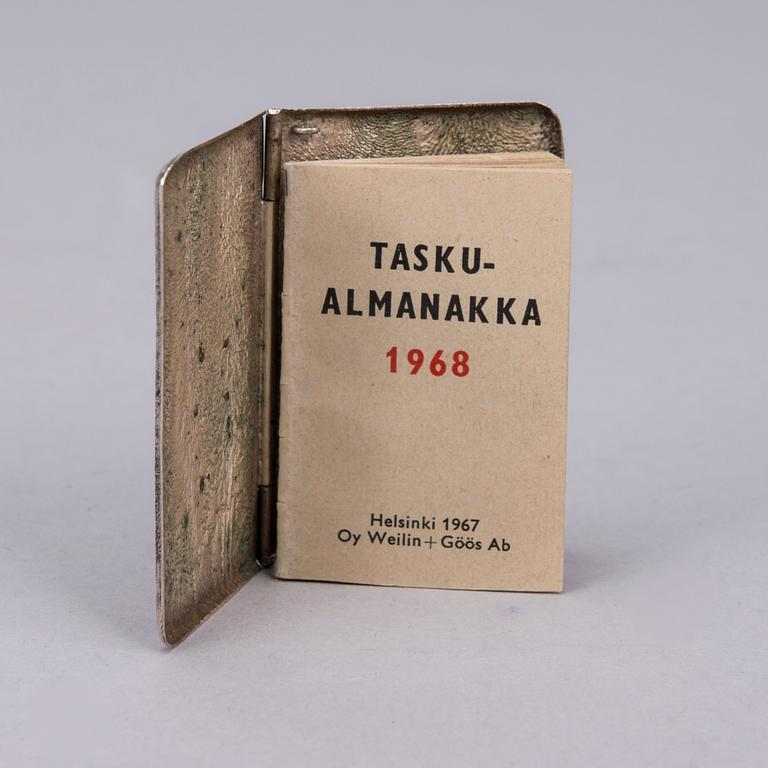 TASKU-
ALMANAKKA
1968
Helsinki 1967
Oy Weilin+Göös Ab